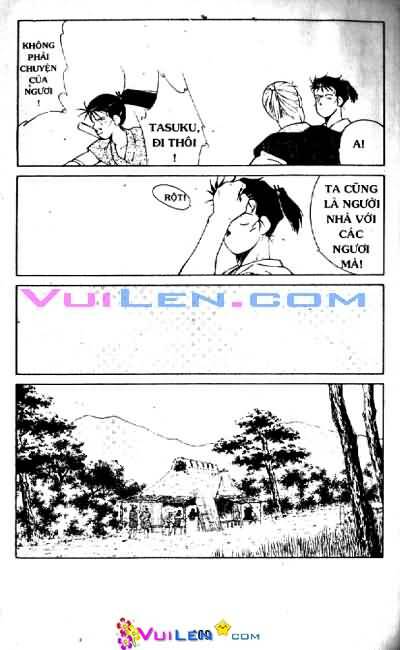 KHÔNG
PHẢI
CHUYỆN
CỦA
NGƯƠI
!
TASUKU,
ĐI THÔI
!
A!
RỘT!
TA CŨNG
LÀ NGƯỜI
NHÀ VỚI
CÁC
NGƯƠI
MÀ!
VUILEN.COM
VUILEN
.COM